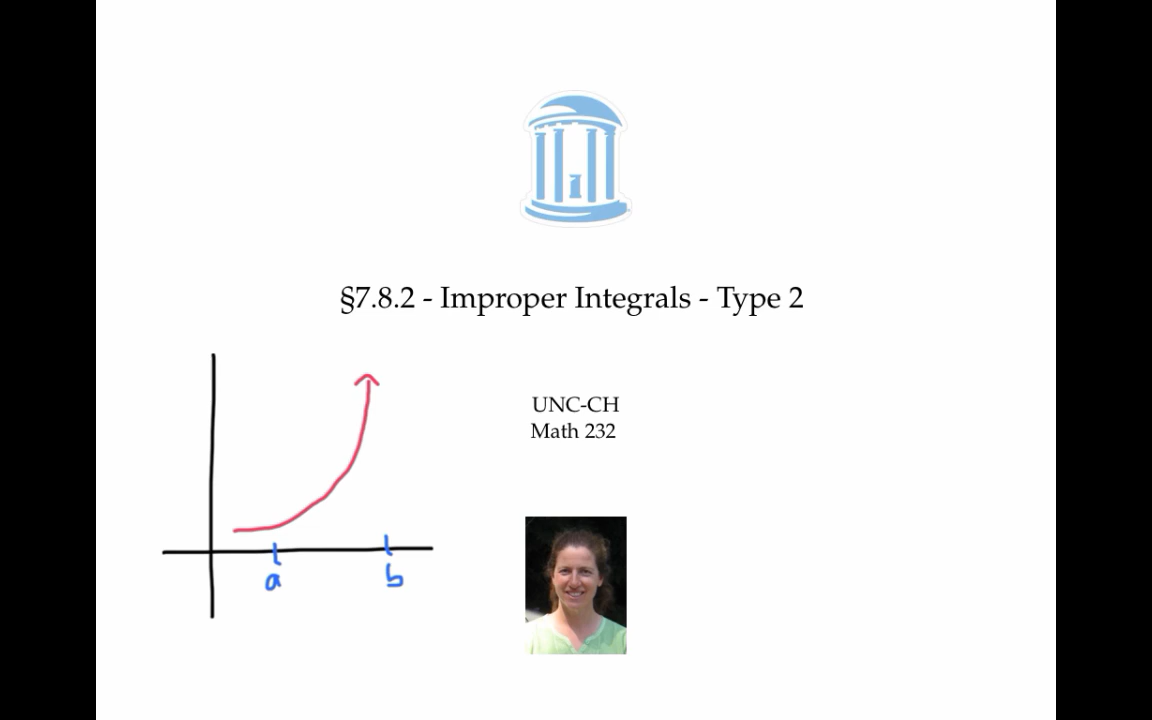 §7.8.2 - Improper Integrals - Type 2
UNC-CH
Math 232
a
b